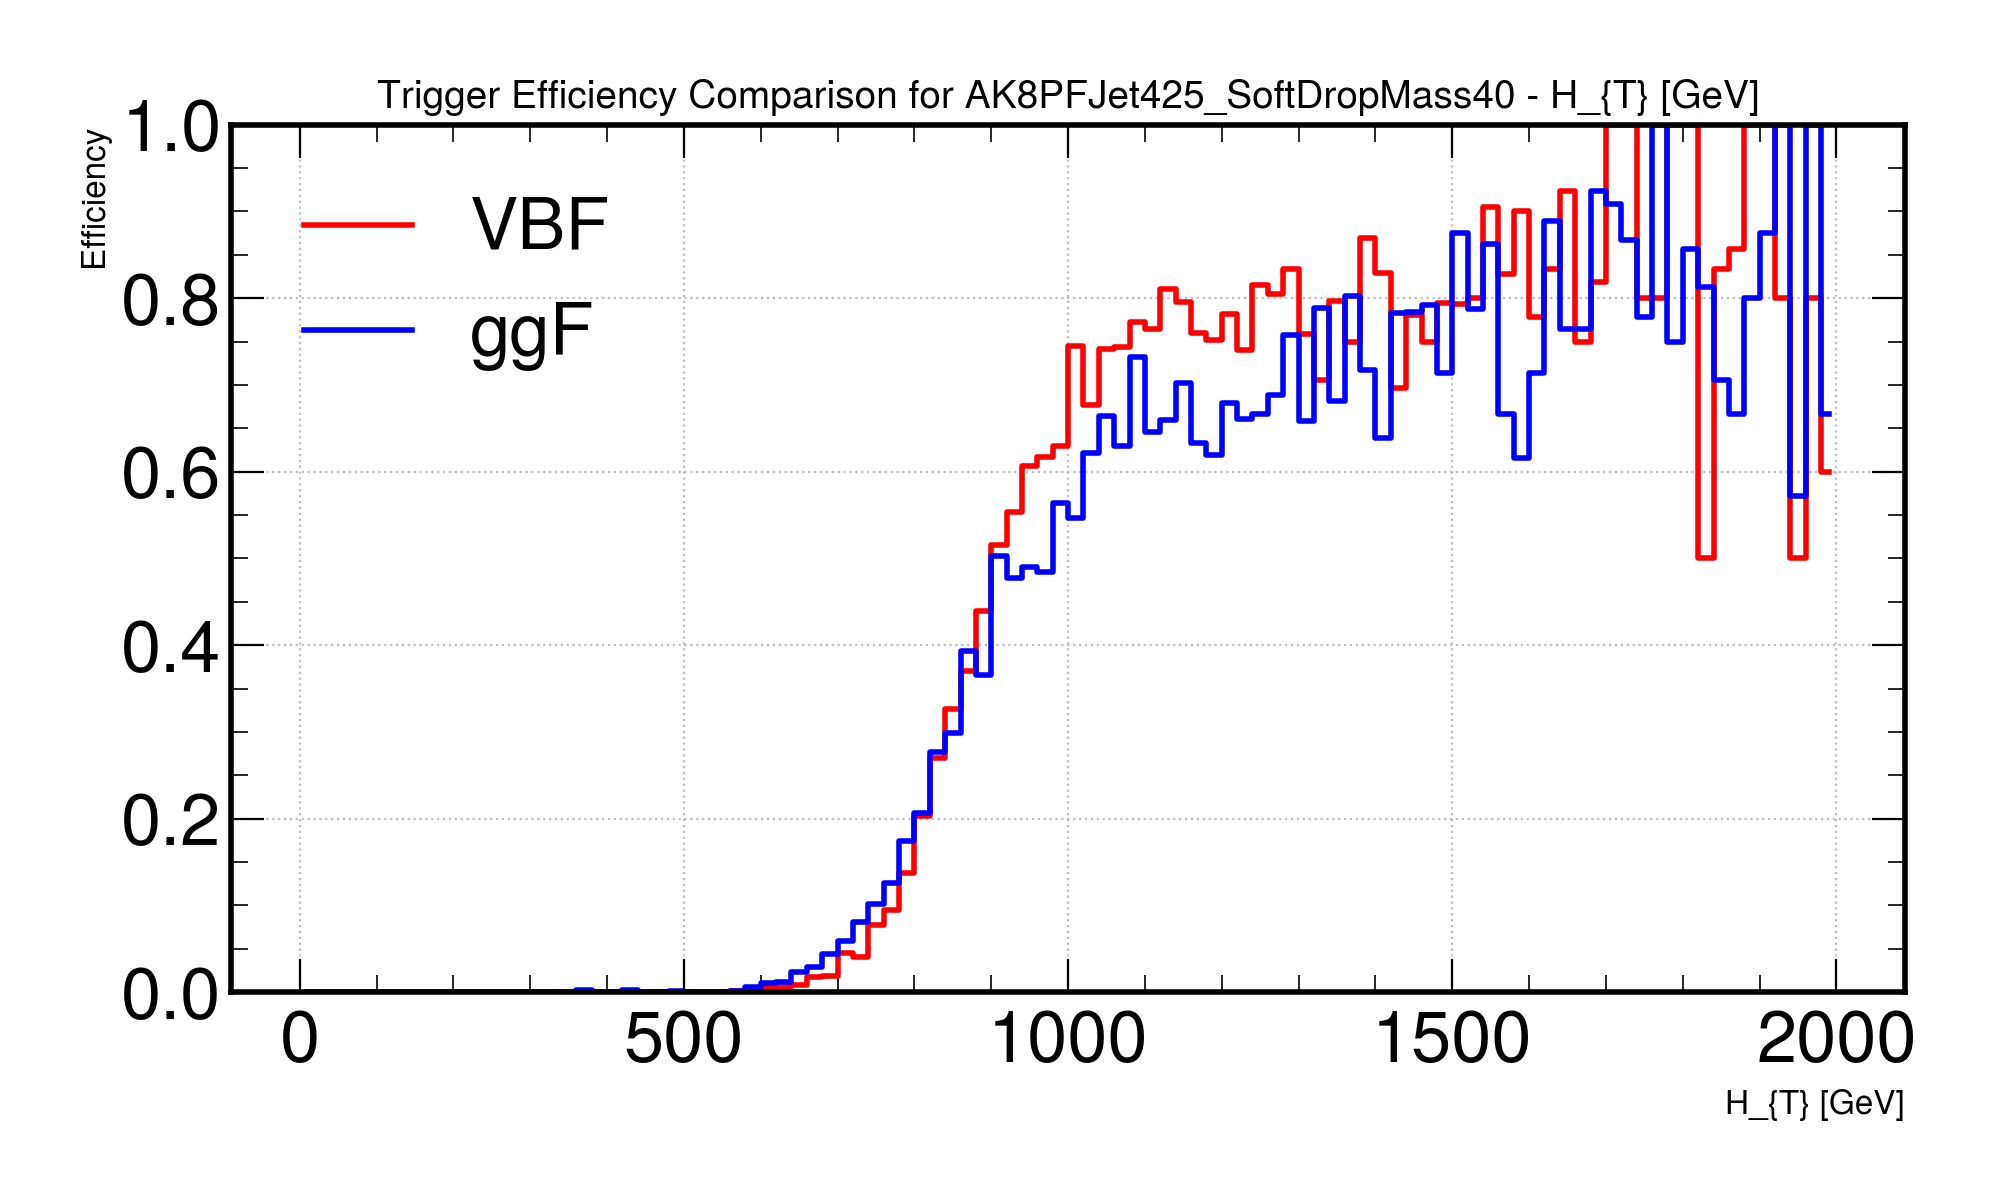 Trigger Efficiency Comparison for AK8PFJet425_SoftDropMass40 - H_{T} [GeV]
Efficiency
1.0
0.8
0.6
0.4
0.2
0.0
VBF
ggF
0 500 1000 1500 2000
H_{T} [GeV]